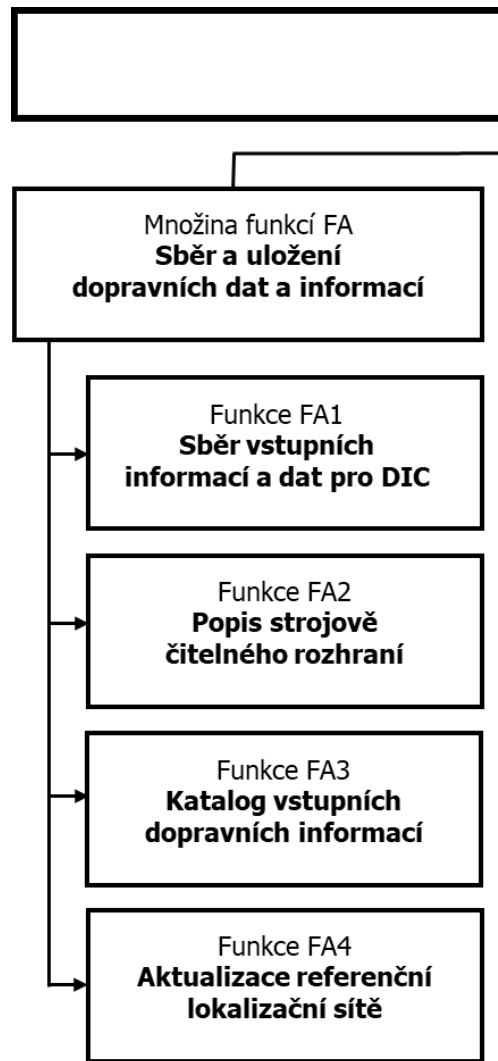 Množina funkcí FA
Sběr a uložení
dopravních dat a informací
Funkce FA1
Sběr vstupních
informací a dat pro DIC
Funkce FA2
Popis strojově
čitelného rozhraní
Funkce FA3
Katalog vstupních
dopravních informací
Funkce FA4
Aktualizace referenční
lokalizační sítě